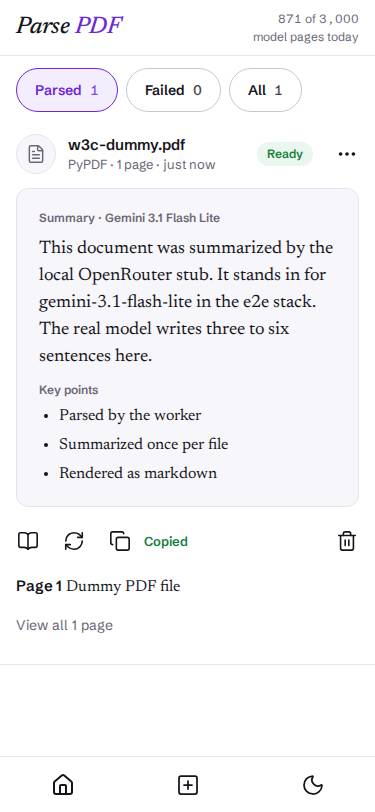 Parse PDF
871 of 3,000
model pages today
Parsed 1
Failed 0
All 1
w3c-dummy.pdf
PyPDF · 1 page · just now
Ready
Summary · Gemini 3.1 Flash Lite
This document was summarized by the
local OpenRouter stub. It stands in for
gemini-3.1-flash-lite in the e2e stack.
The real model writes three to six
sentences here.
Key points
• Parsed by the worker
• Summarized once per file
• Rendered as markdown
Copied
Page 1 Dummy PDF file
View all 1 page